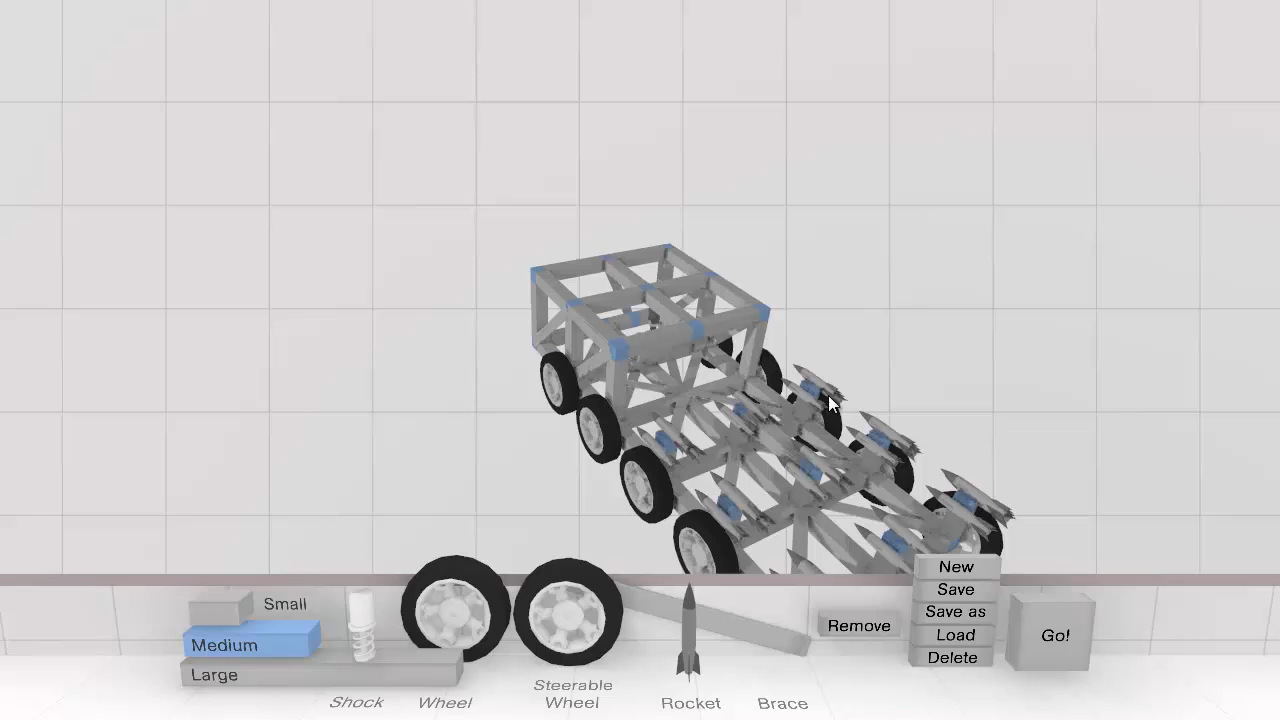 Small
Medium
Large
Shock
Wheel
Steerable
Wheel
Rocket
Brace
Remove
New
Save
Save as
Load
Delete
Go!